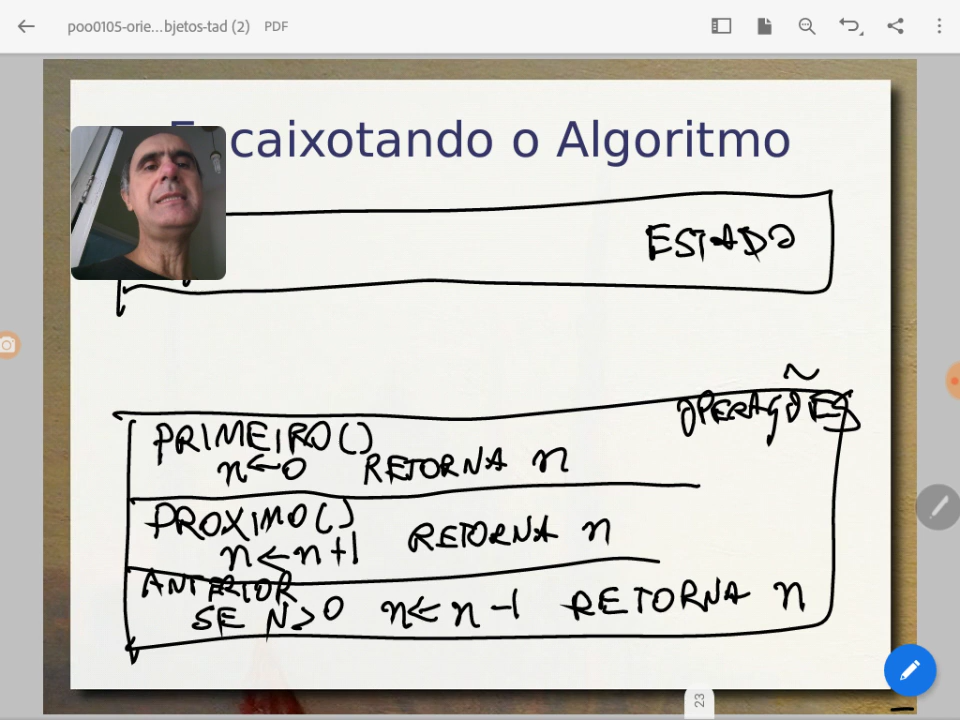 poo0105-orie...bjetos-tad (2) PDF
caixotando o Algoritmo
ESTADO
OPERAÇÕES
PRIMEIRO()
n←0 RETORNA n
PROXIMO()
n←n+1 RETORNA n
ANTERIOR
SE N>0 n←n-1 RETORNA n
23